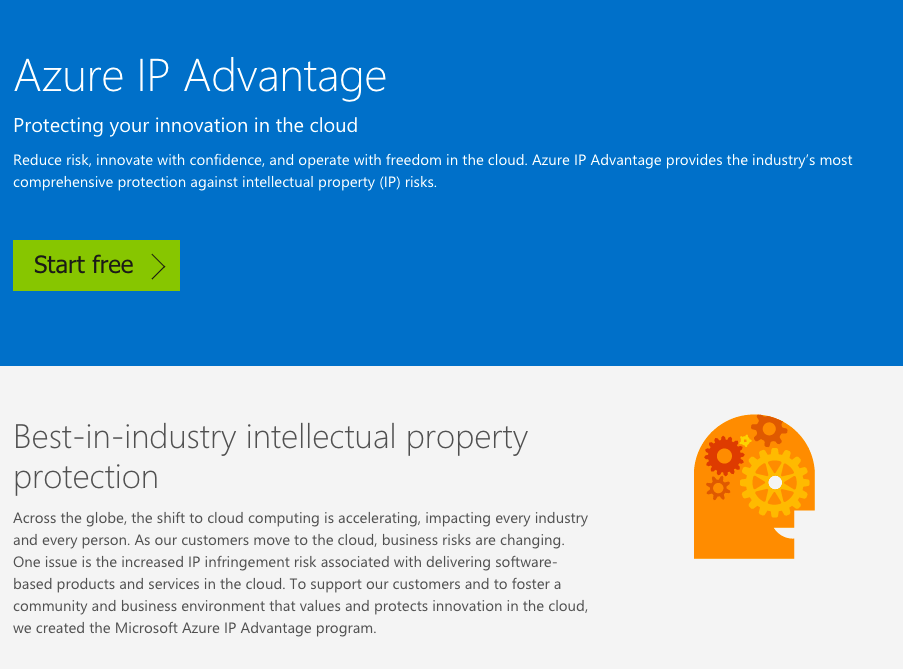 Azure IP Advantage
Protecting your innovation in the cloud
Reduce risk, innovate with confidence, and operate with freedom in the cloud. Azure IP Advantage provides the industry’s most
comprehensive protection against intellectual property (IP) risks.
Start free
Best-in-industry intellectual property
protection
Across the globe, the shift to cloud computing is accelerating, impacting every industry
and every person. As our customers move to the cloud, business risks are changing.
One issue is the increased IP infringement risk associated with delivering software-
based products and services in the cloud. To support our customers and to foster a
community and business environment that values and protects innovation in the cloud,
we created the Microsoft Azure IP Advantage program.